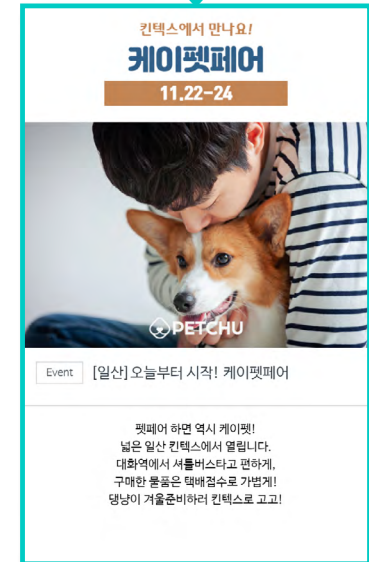 킨텍스에서 만나요!
케이펫페어
11.22-24
PETCHU
Event [일산] 오늘부터 시작! 케이펫페어
펫페어 하면 역시 케이펫!
넓은 일산 킨텍스에서 열립니다.
대화역에서 셔틀버스타고 편하게,
구매한 물품은 택배접수로 가볍게!
댕냥이 겨울준비하러 킨텍스로 고고!